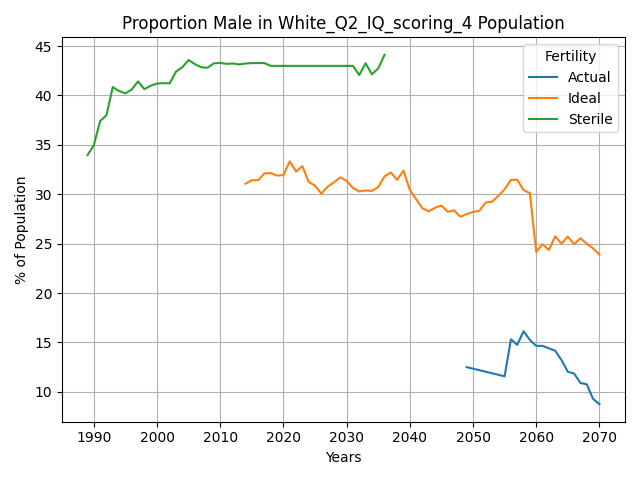 Proportion Male in White_Q2_IQ_scoring_4 Population
% of Population
45
40
35
30
25
20
15
10
Fertility
Actual
Ideal
Sterile
1990 2000 2010 2020 2030 2040 2050 2060 2070
Years